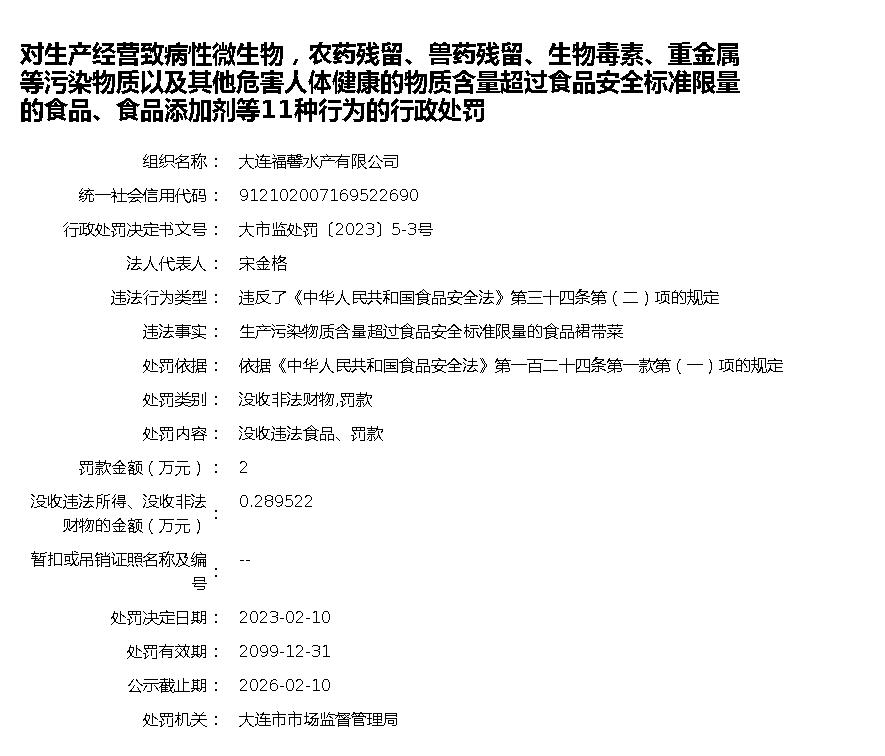 对生产经营致病性微生物，农药残留、兽药残留、生物毒素、重金属
等污染物质以及其他危害人体健康的物质含量超过食品安全标准限量
的食品、食品添加剂等11种行为的行政处罚
组织名称： 大连福馨水产有限公司
统一社会信用代码： 912102007169522690
行政处罚决定书文号： 大市监处罚〔2023〕5-3号
法人代表人： 宋金格
违法行为类型： 违反了《中华人民共和国食品安全法》第三十四条第（二）项的规定
违法事实： 生产污染物质含量超过食品安全标准限量的食品裙带菜
处罚依据： 依据《中华人民共和国食品安全法》第一百二十四条第一款第（一）项的规定
处罚类别： 没收非法财物,罚款
处罚内容： 没收违法食品、罚款
罚款金额（万元）： 2
没收违法所得、没收非法
财物的金额（万元）： 0.289522
暂扣或吊销证照名称及编
号： --
处罚决定日期： 2023-02-10
处罚有效期： 2099-12-31
公示截止期： 2026-02-10
处罚机关： 大连市市场监督管理局